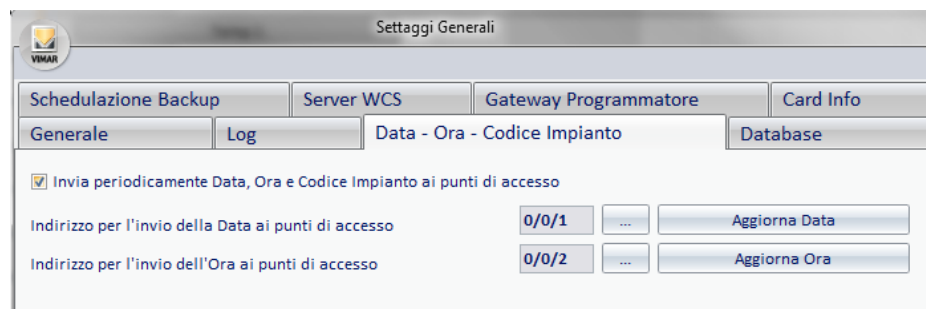 Settaggi Generali
VIMAR
Schedulazione Backup Server WCS Gateway Programmatore Card Info
Generale Log Data - Ora - Codice Impianto Database
Invia periodicamente Data, Ora e Codice Impianto ai punti di accesso
Indirizzo per l'invio della Data ai punti di accesso 0/0/1 ... Aggiorna Data
Indirizzo per l'invio dell'Ora ai punti di accesso 0/0/2 ... Aggiorna Ora